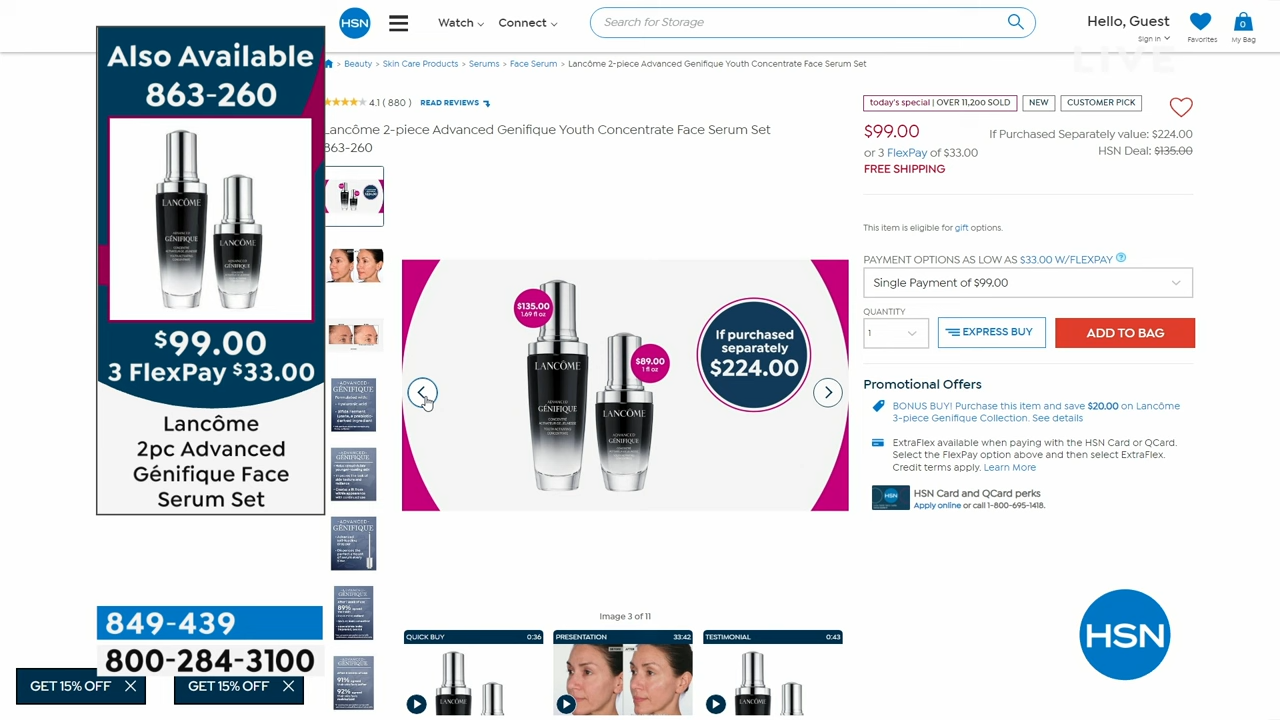 HSN
Watch
Connect
Search for Storage
Hello, Guest
Sign in
Favorites
0
My Bag
LIVE
Also Available
863-260
LANCÔME
ADVANCED
GÉNIFIQUE
LANCÔME
ADVANCED
GÉNIFIQUE
$99.00
3 FlexPay $33.00
Lancôme
2pc Advanced
Génifique Face
Serum Set
849-439
800-284-3100
GET 15% OFF
GET 15% OFF
> Beauty > Skin Care Products > Serums > Face Serum > Lancôme 2-piece Advanced Genifique Youth Concentrate Face Serum Set
4.1 ( 880 ) READ REVIEWS
Lancôme 2-piece Advanced Genifique Youth Concentrate Face Serum Set
863-260
$135.00
1.69 fl oz
$89.00
1 fl oz
LANCÔME
ADVANCED
GÉNIFIQUE
LANCÔME
ADVANCED
GÉNIFIQUE
If purchased
separately
$224.00
Image 3 of 11
QUICK BUY 0:36
PRESENTATION 33:42
TESTIMONIAL 0:43
today's special | OVER 11,200 SOLD
NEW
CUSTOMER PICK
$99.00
If Purchased Separately value: $224.00
or 3 FlexPay of $33.00
HSN Deal: $135.00
FREE SHIPPING
This item is eligible for gift options.
PAYMENT OPTIONS AS LOW AS $33.00 W/FLEXPAY
Single Payment of $99.00
QUANTITY
1
EXPRESS BUY
ADD TO BAG
Promotional Offers
BONUS BUY! Purchase this item and save $20.00 on Lancôme
3-piece Genifique Collection. See details
ExtraFlex available when paying with the HSN Card or QCard.
Select the FlexPay option above and then select ExtraFlex.
Credit terms apply. Learn More
HSN
HSN Card and QCard perks
Apply online or call 1-800-695-1418.
HSN